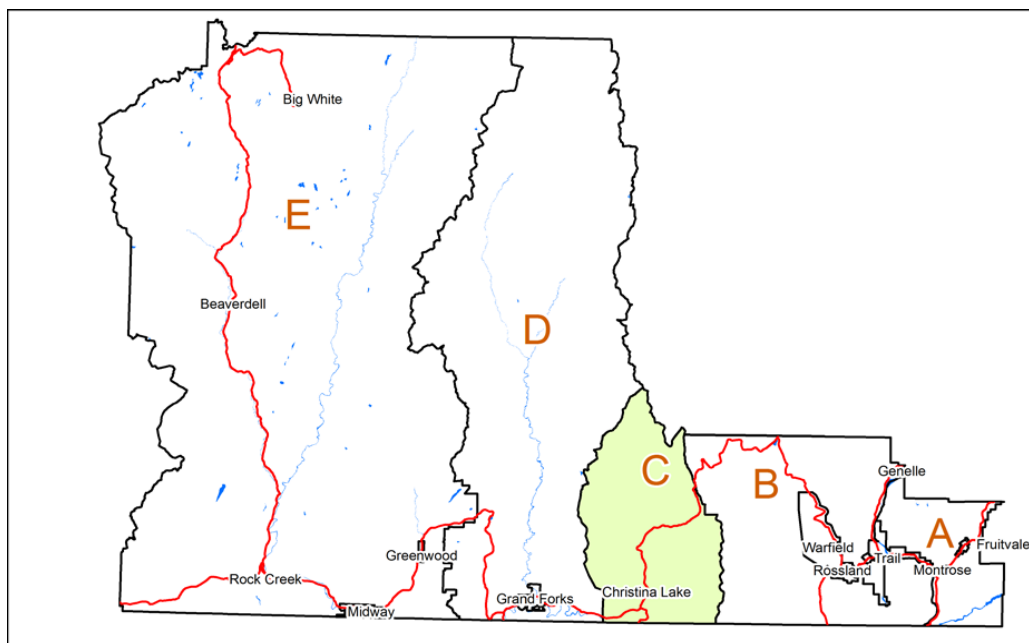 Big White
E
Beaverdell
D
C
B
Genelle
A
Warfield
Fruitvale
Greenwood
Trail
Rossland
Montrose
Rock Creek
Christina Lake
Grand Forks
Midway